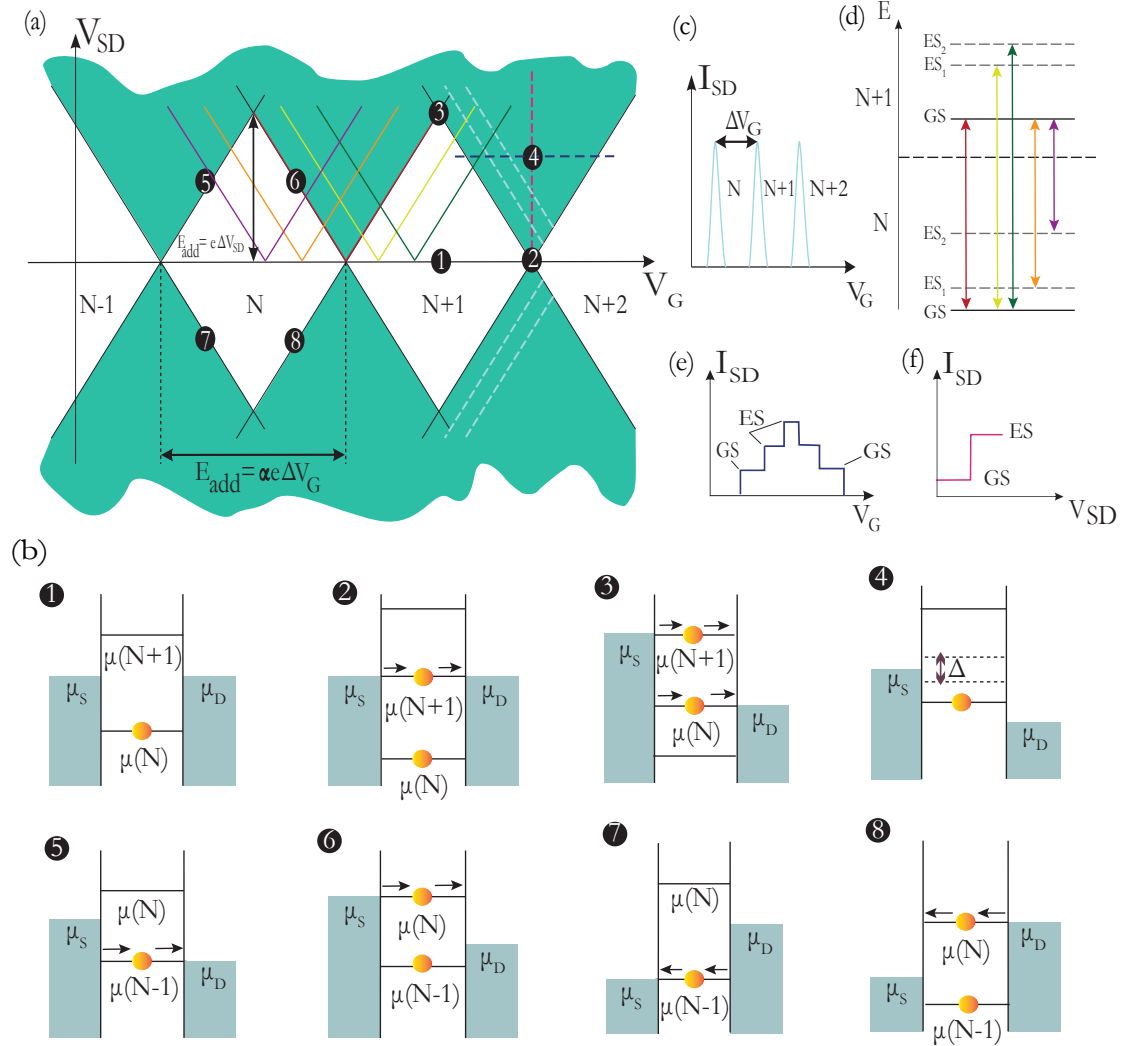 (a)
V_SD
3
4
5
6
E_add = e ΔV_SD
1
2
V_G
N-1
N
N+1
N+2
7
8
E_add = αe ΔV_G
(c)
I_SD
ΔV_G
N
N+1
N+2
V_G
(d)
E
ES_2
ES_1
N+1
GS
N
ES_2
ES_1
GS
(e)
I_SD
ES
GS
GS
V_G
(f)
I_SD
ES
GS
V_SD
(b)
1
μ(N+1)
μ_S
μ_D
μ(N)
2
μ_S
μ_D
μ(N+1)
μ(N)
3
μ_S
μ(N+1)
μ(N)
μ_D
4
μ_S
Δ
μ_D
5
μ(N)
μ_S
μ_D
μ(N-1)
6
μ_S
μ(N)
μ_D
μ(N-1)
7
μ(N)
μ_D
μ_S
μ(N-1)
8
μ_D
μ(N)
μ_S
μ(N-1)